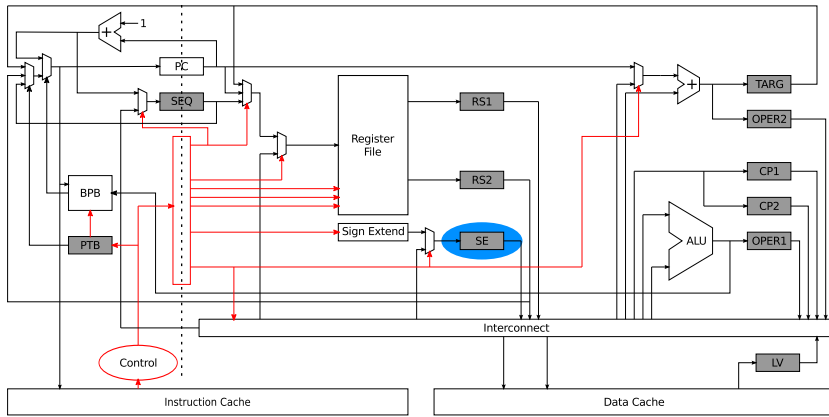 1
+
PC
+
TARG
SEQ
RS1
OPER2
Register
File
CP1
RS2
BPB
CP2
Sign Extend
PTB
SE
ALU
OPER1
Interconnect
Control
LV
Instruction Cache
Data Cache